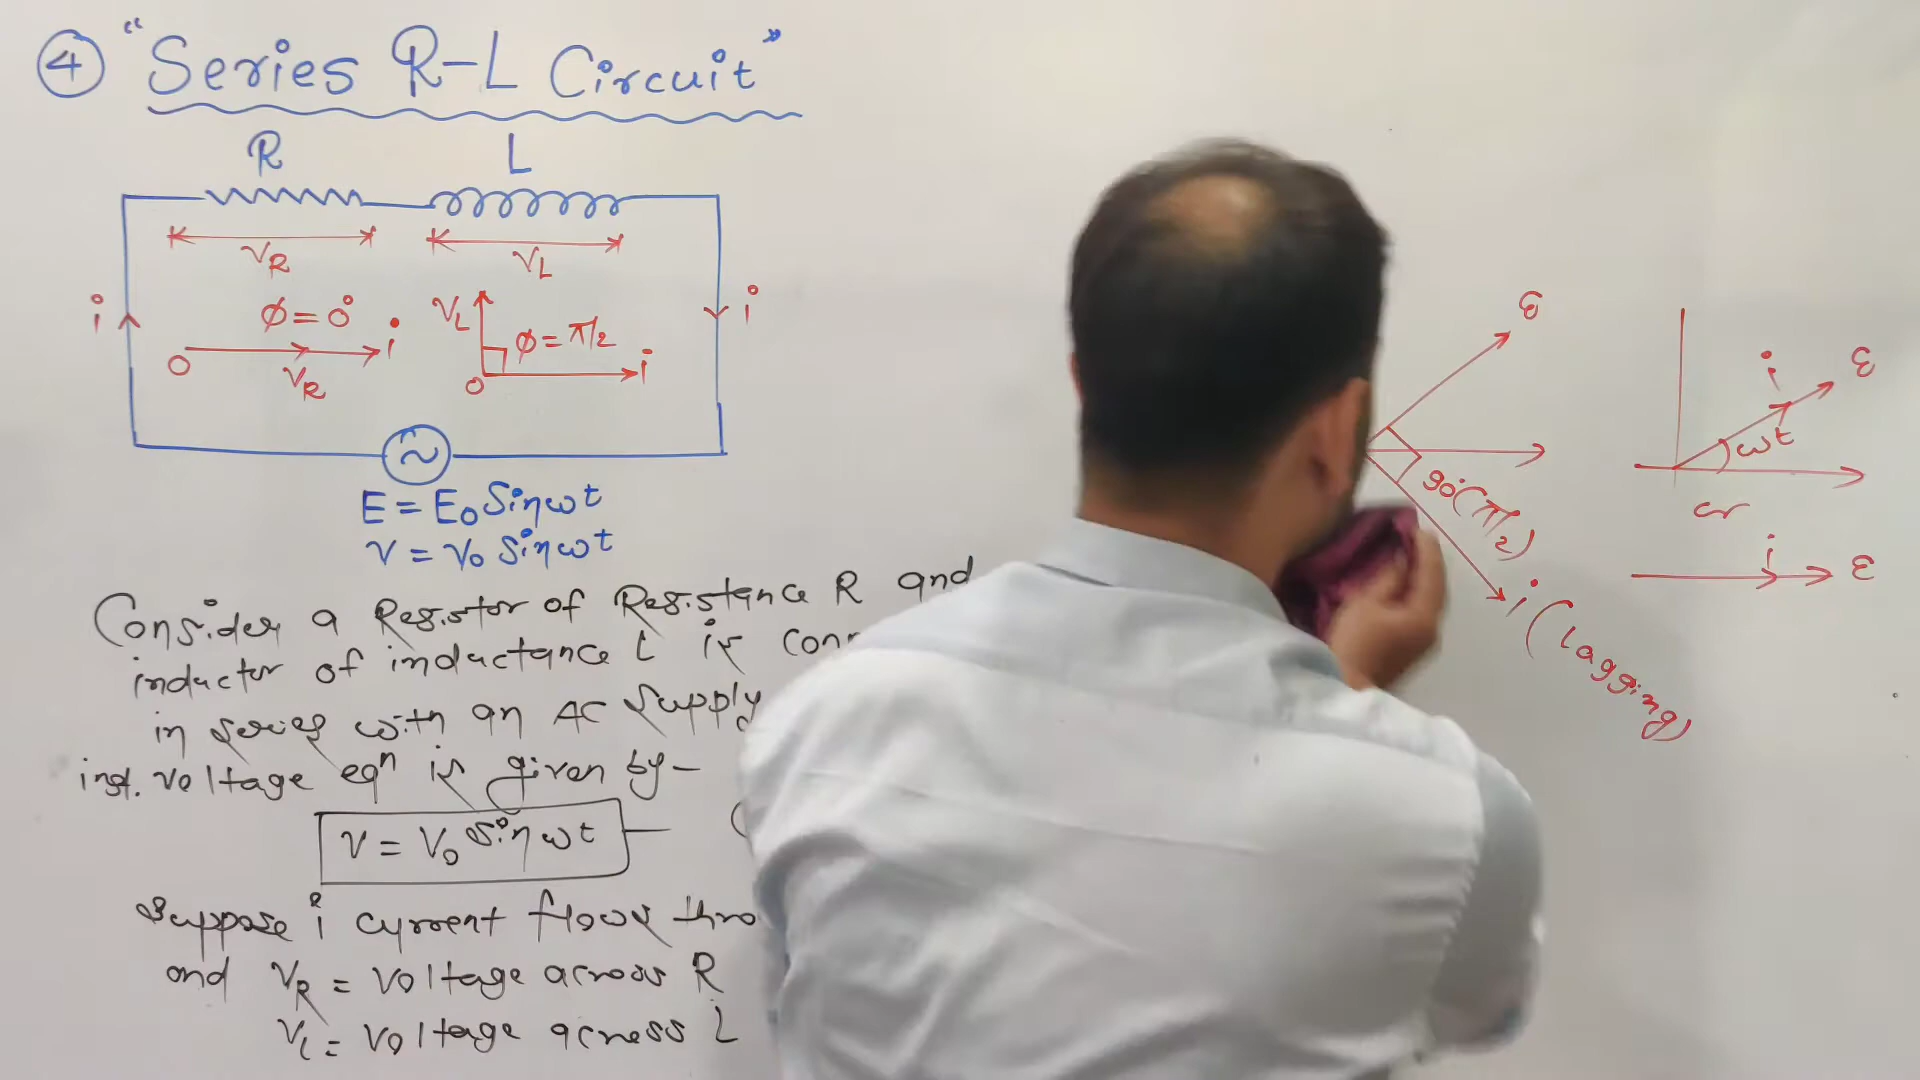 ④ "Series R-L Circuit"
R
L
VR
VL
i
ϕ = 0°
i
O
VR
VL
ϕ = π/2
i
O
i
~
E = E0 Sinωt
V = V0 Sinωt
Consider a Resistor of Resistance R and
inductor of inductance L is
in series with an AC supply
inst. voltage eqn is given by-
V = V0 Sinωt
Suppose i current flows
and VR = Voltage across R
VL = Voltage across L
ε
90°(π/2)
i (Lagging)
i
ε
ωt
or
i
ε